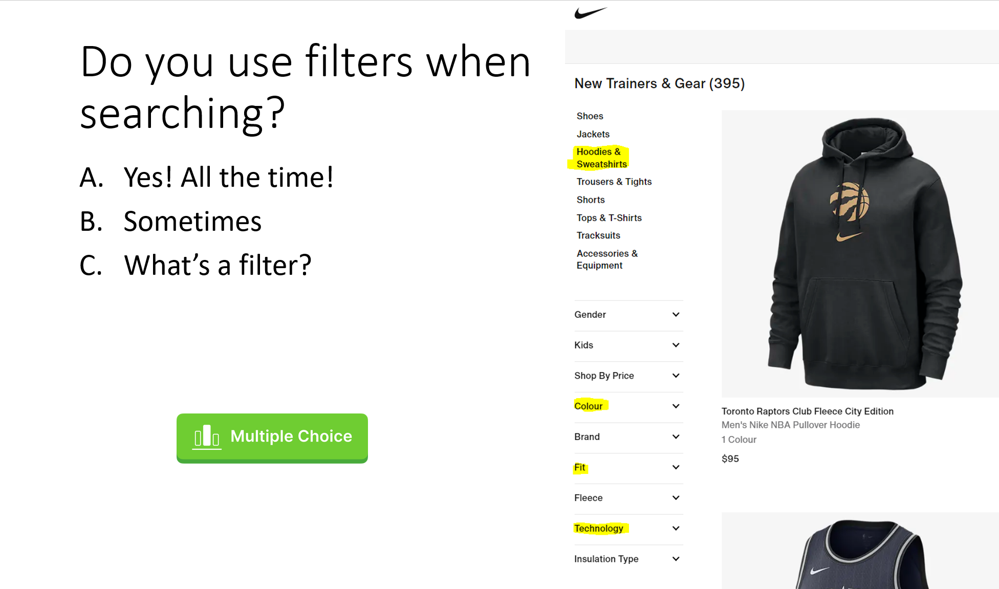 Do you use filters when
searching?
A. Yes! All the time!
B. Sometimes
C. What’s a filter?
Multiple Choice
New Trainers & Gear (395)
Shoes
Jackets
Hoodies &
Sweatshirts
Trousers & Tights
Shorts
Tops & T-Shirts
Tracksuits
Accessories &
Equipment
Gender
Kids
Shop By Price
Colour
Brand
Fit
Fleece
Technology
Insulation Type
Toronto Raptors Club Fleece City Edition
Men's Nike NBA Pullover Hoodie
1 Colour
$95